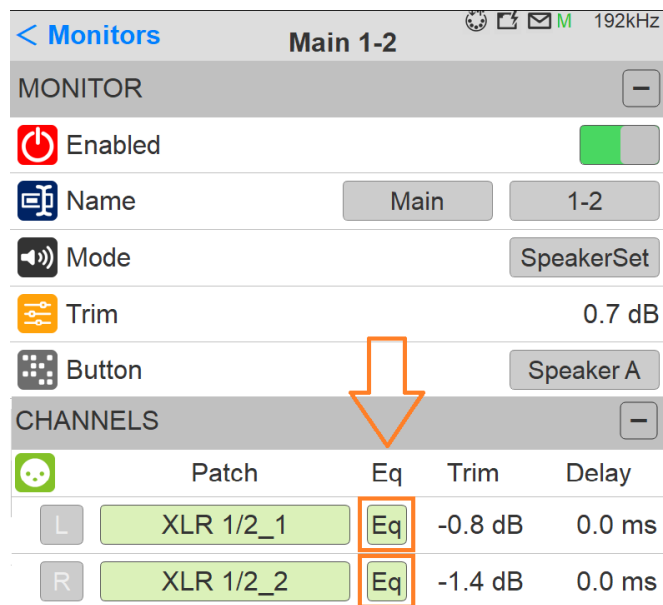 < Monitors
Main 1-2
M 192kHz
MONITOR
Enabled
Name Main 1-2
Mode SpeakerSet
Trim 0.7 dB
Button Speaker A
CHANNELS
Patch Eq Trim Delay
L XLR 1/2_1 Eq -0.8 dB 0.0 ms
R XLR 1/2_2 Eq -1.4 dB 0.0 ms